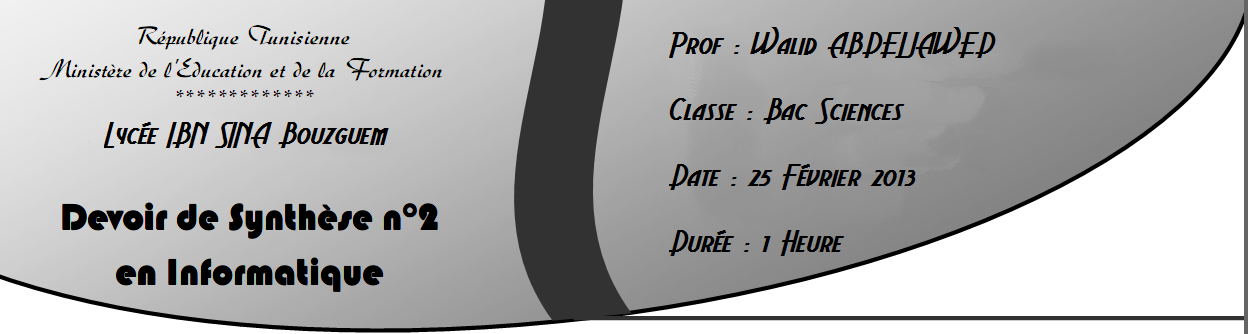 République Tunisienne
Ministère de l'Education et de la Formation
*************
Lycée IBN SINA Bouzguem
Devoir de Synthèse n°2
en Informatique
Prof : Walid ABDELJAWED
Classe : Bac Sciences
Date : 25 Février 2013
Durée : 1 Heure